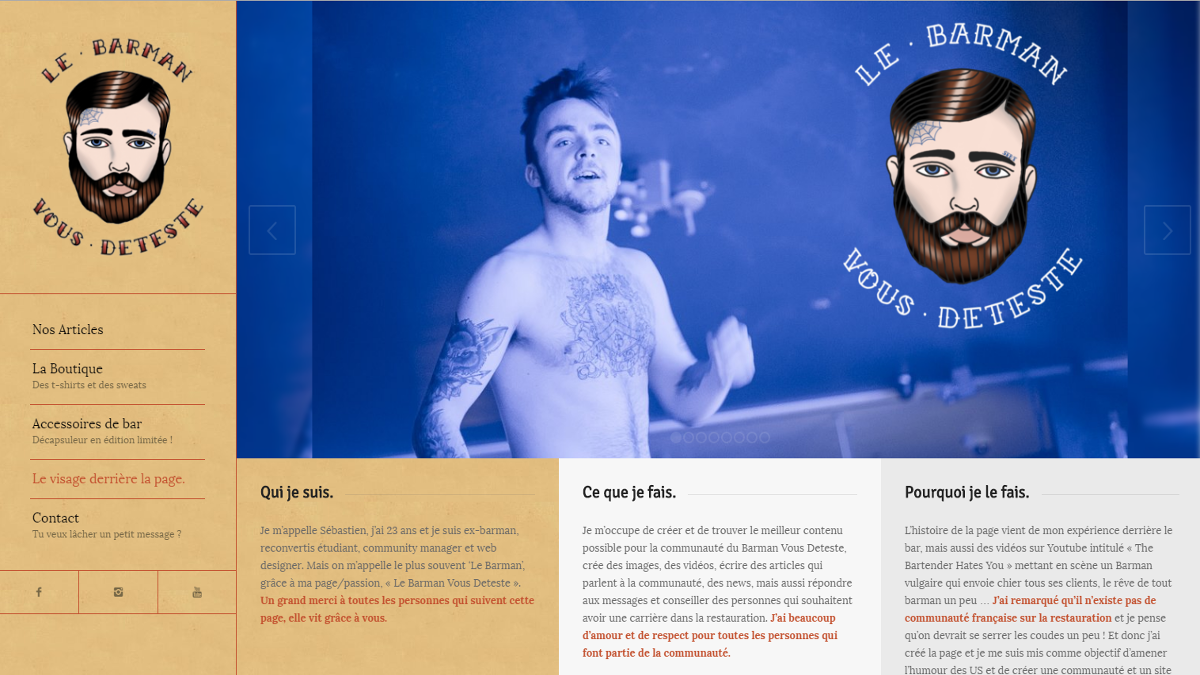 LE · BARMAN
VOUS · DETESTE
Nos Articles
La Boutique
Des t-shirts et des sweats
Accessoires de bar
Décapsuleur en édition limitée !
Le visage derrière la page.
Contact
Tu veux lâcher un petit message ?
LE · BARMAN
VOUS · DETESTE
Qui je suis.
Je m'appelle Sébastien, j'ai 23 ans et je suis ex-barman,
reconvertis étudiant, community manager et web
designer. Mais on m'appelle le plus souvent 'Le Barman',
grâce à ma page/passion, « Le Barman Vous Deteste ».
Un grand merci à toutes les personnes qui suivent cette
page, elle vit grâce à vous.
Ce que je fais.
Je m'occupe de créer et de trouver le meilleur contenu
possible pour la communauté du Barman Vous Deteste,
crée des images, des vidéos, écrire des articles qui
parlent à la communauté, des news, mais aussi répondre
aux messages et conseiller des personnes qui souhaitent
avoir une carrière dans la restauration. J'ai beaucoup
d'amour et de respect pour toutes les personnes qui
font partie de la communauté.
Pourquoi je le fais.
L'histoire de la page vient de mon expérience derrière le
bar, mais aussi des vidéos sur Youtube intitulé « The
Bartender Hates You » mettant en scène un Barman
vulgaire qui envoie chier tous ses clients, le rêve de tout
barman un peu … J'ai remarqué qu'il n'existe pas de
communauté française sur la restauration et je pense
qu'on devrait se serrer les coudes un peu ! Et donc j'ai
créé la page et je me suis mis comme objectif d'amener
l'humour des US et de créer une communauté et un site